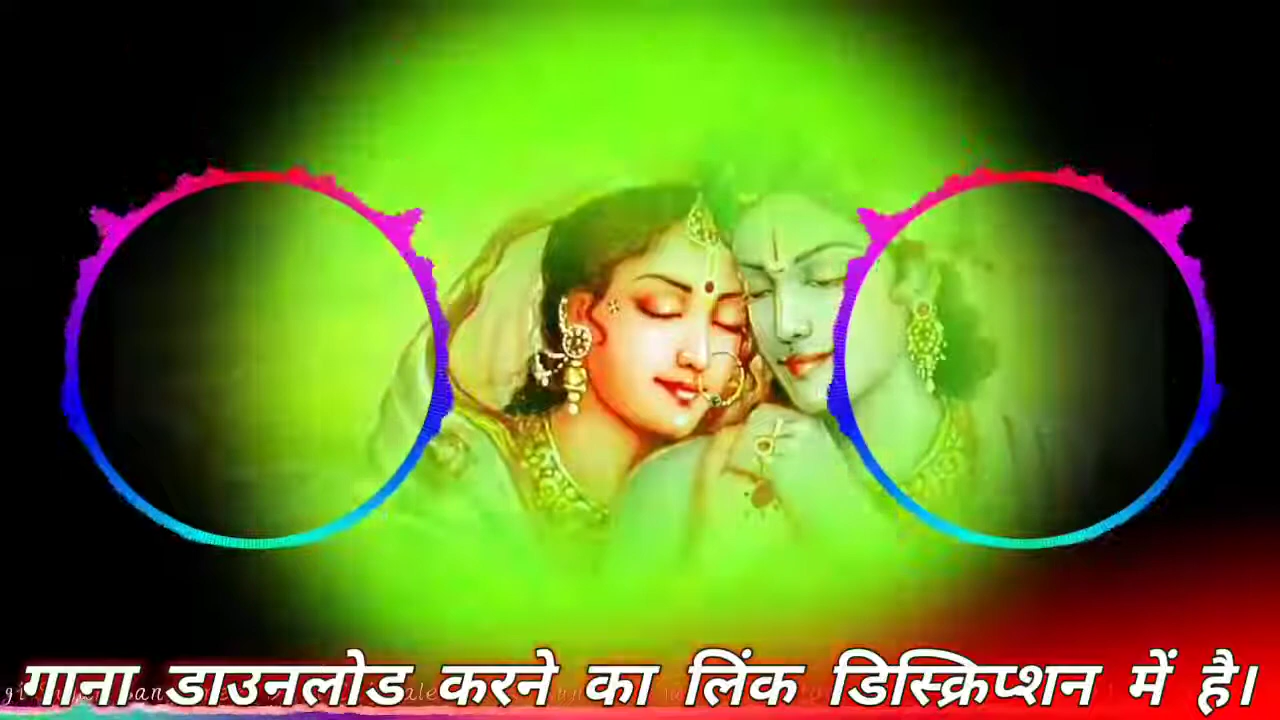 गाना डाउनलोड करने का लिंक डिस्क्रिप्शन में है।